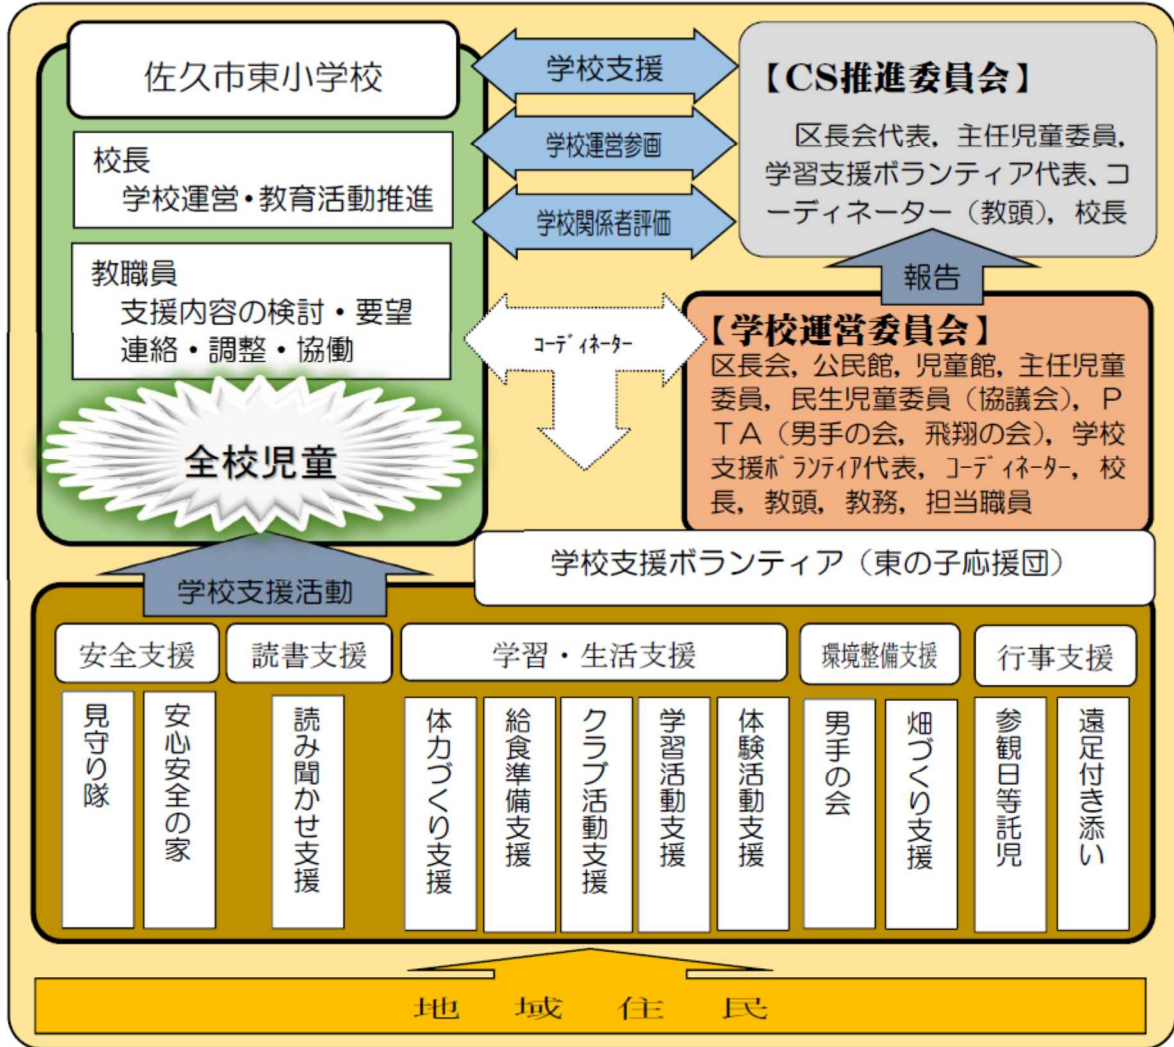 佐久市東小学校
校長
学校運営・教育活動推進
教職員
支援内容の検討・要望
連絡・調整・協働
全校児童
学校支援
学校運営参画
学校関係者評価
コーディネーター
【CS推進委員会】
区長会代表，主任児童委員，
学習支援ボランティア代表、コ
ーディネーター（教頭），校長
報告
【学校運営委員会】
区長会，公民館，児童館，主任児童
委員，民生児童委員（協議会），Ｐ
ＴＡ（男手の会，飛翔の会），学校
支援ﾎﾞﾗﾝﾃｨｱ代表，ｺｰﾃﾞｨﾈｰﾀｰ，校
長，教頭，教務，担当職員
学校支援ボランティア（東の子応援団）
学校支援活動
安全支援
見守り隊
安心安全の家
読書支援
読み聞かせ支援
学習・生活支援
体力づくり支援
給食準備支援
クラブ活動支援
学習活動支援
体験活動支援
環境整備支援
男手の会
畑づくり支援
行事支援
参観日等託児
遠足付き添い
地域住民